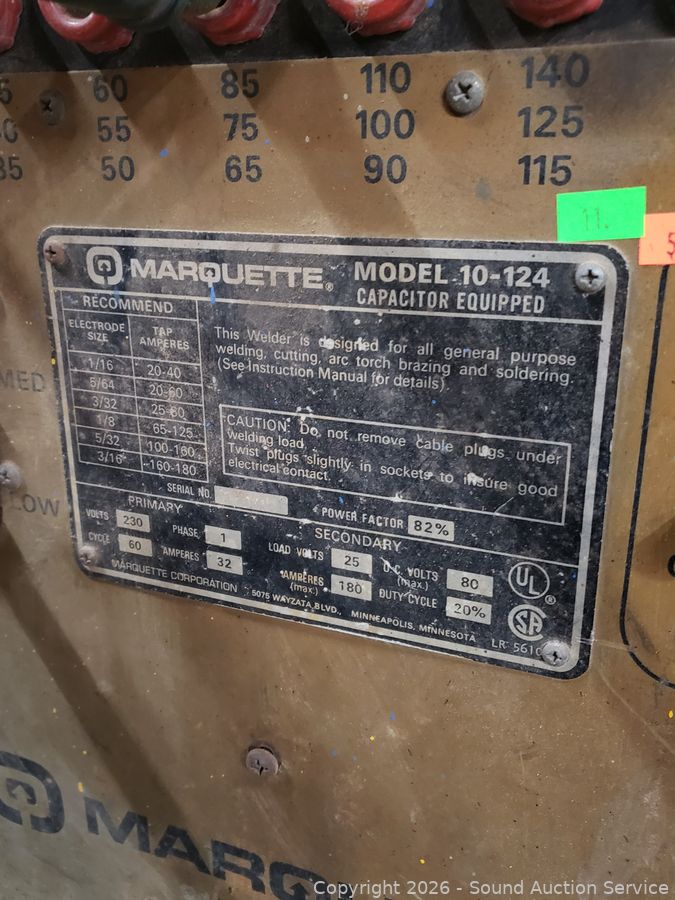 60 85 110 140
55 75 100 125
50 65 90 115
11.
MARQUETTE® MODEL 10-124
CAPACITOR EQUIPPED
RECOMMEND
ELECTRODE SIZE TAP AMPERES
1/16 20-40
5/64 20-60
3/32 25-80
1/8 65-125
5/32 100-160
3/16 160-180
This Welder is designed for all general purpose
welding, cutting, arc torch brazing and soldering.
(See Instruction Manual for details).
CAUTION: Do not remove cable plugs under
welding load.
Twist plugs slightly in sockets to insure good
electrical contact.
MED
LOW
SERIAL NO.
POWER FACTOR 82%
PRIMARY
VOLTS 230 PHASE 1
CYCLE 60 AMPERES 32
SECONDARY
LOAD VOLTS 25 O.C. VOLTS (max.) 80
AMPERES (max.) 180 DUTY CYCLE 20%
UL®
SA
MARQUETTE CORPORATION
5075 WAYZATA BLVD., MINNEAPOLIS, MINNESOTA
LR 5610
MARQU
Copyright 2026 - Sound Auction Service